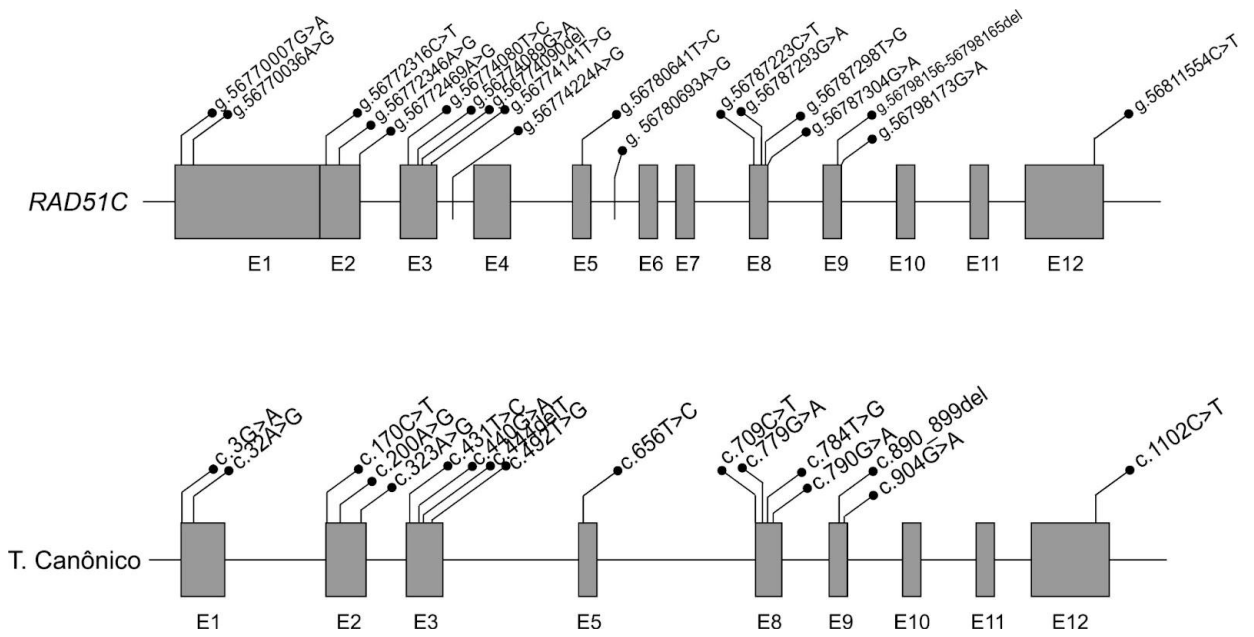 g.56770007G>A
g.56770036A>G
g.56772316C>T
g.56772346A>G
g.56772469A>G
g.56774080T>C
g.56774089G>A
g.56774090del
g.56774141T>G
g.56774224A>G
g.56780641T>C
g. 5678​0693A>G
g.56787223C>T
g.56787293G>A
g.56787298T>G
g.56787304G>A
g.56798156-56798165del
g.56798173G>A
g.56811554C>T
RAD51C
E1 E2 E3 E4 E5 E6 E7 E8 E9 E10 E11 E12
c.3G>A
c.32A>G
c.170C>T
c.200A>G
c.323A>G
c.431T>C
c.440G>A
c.444delT
c.492T>G
c.656T>C
c.709C>T
c.779G>A
c.784T>G
c.790G>A
c.890_899del
c.904G>A
c.1102C>T
T. Canônico
E1 E2 E3 E5 E8 E9 E10 E11 E12